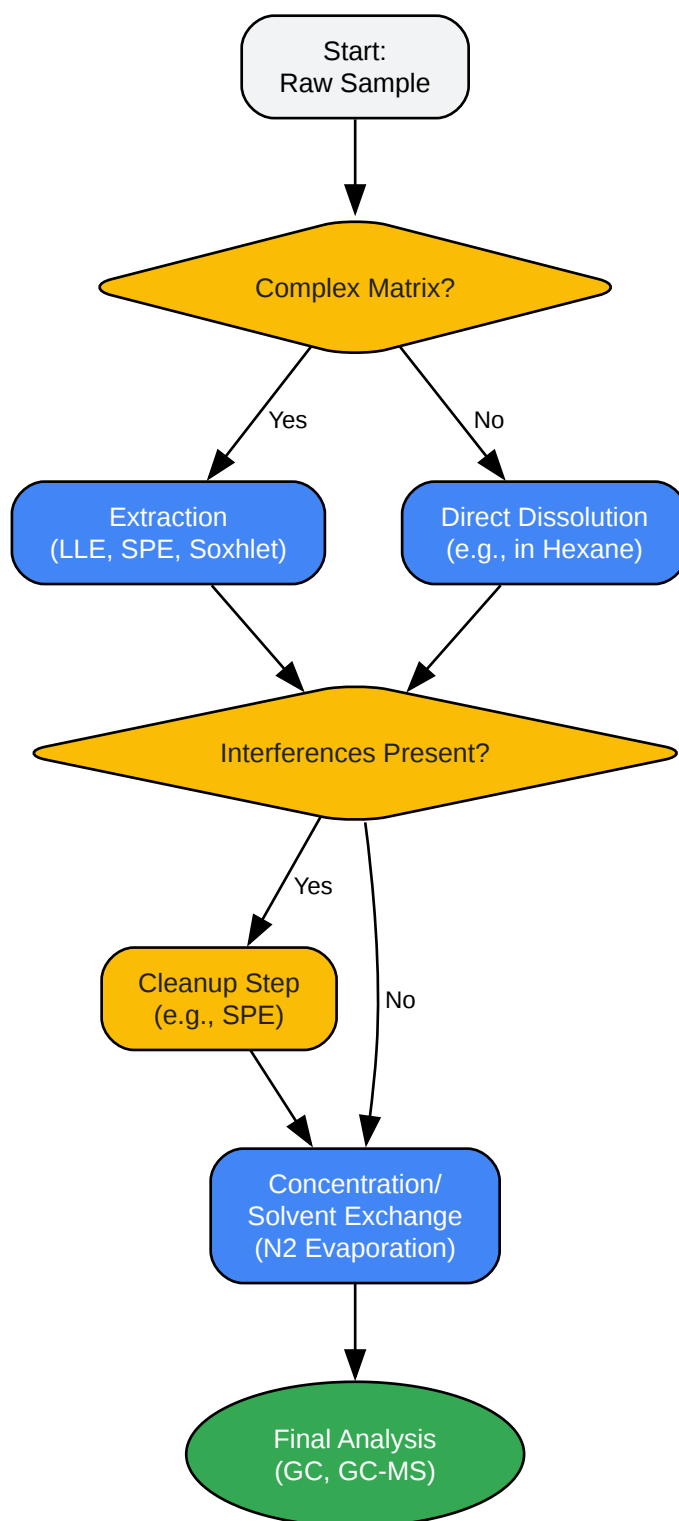 Start:
Raw Sample
Complex Matrix?
Yes
No
Extraction
(LLE, SPE, Soxhlet)
Direct Dissolution
(e.g., in Hexane)
Interferences Present?
Yes
Cleanup Step
(e.g., SPE)
No
Concentration/
Solvent Exchange
(N2 Evaporation)
Final Analysis
(GC, GC-MS)